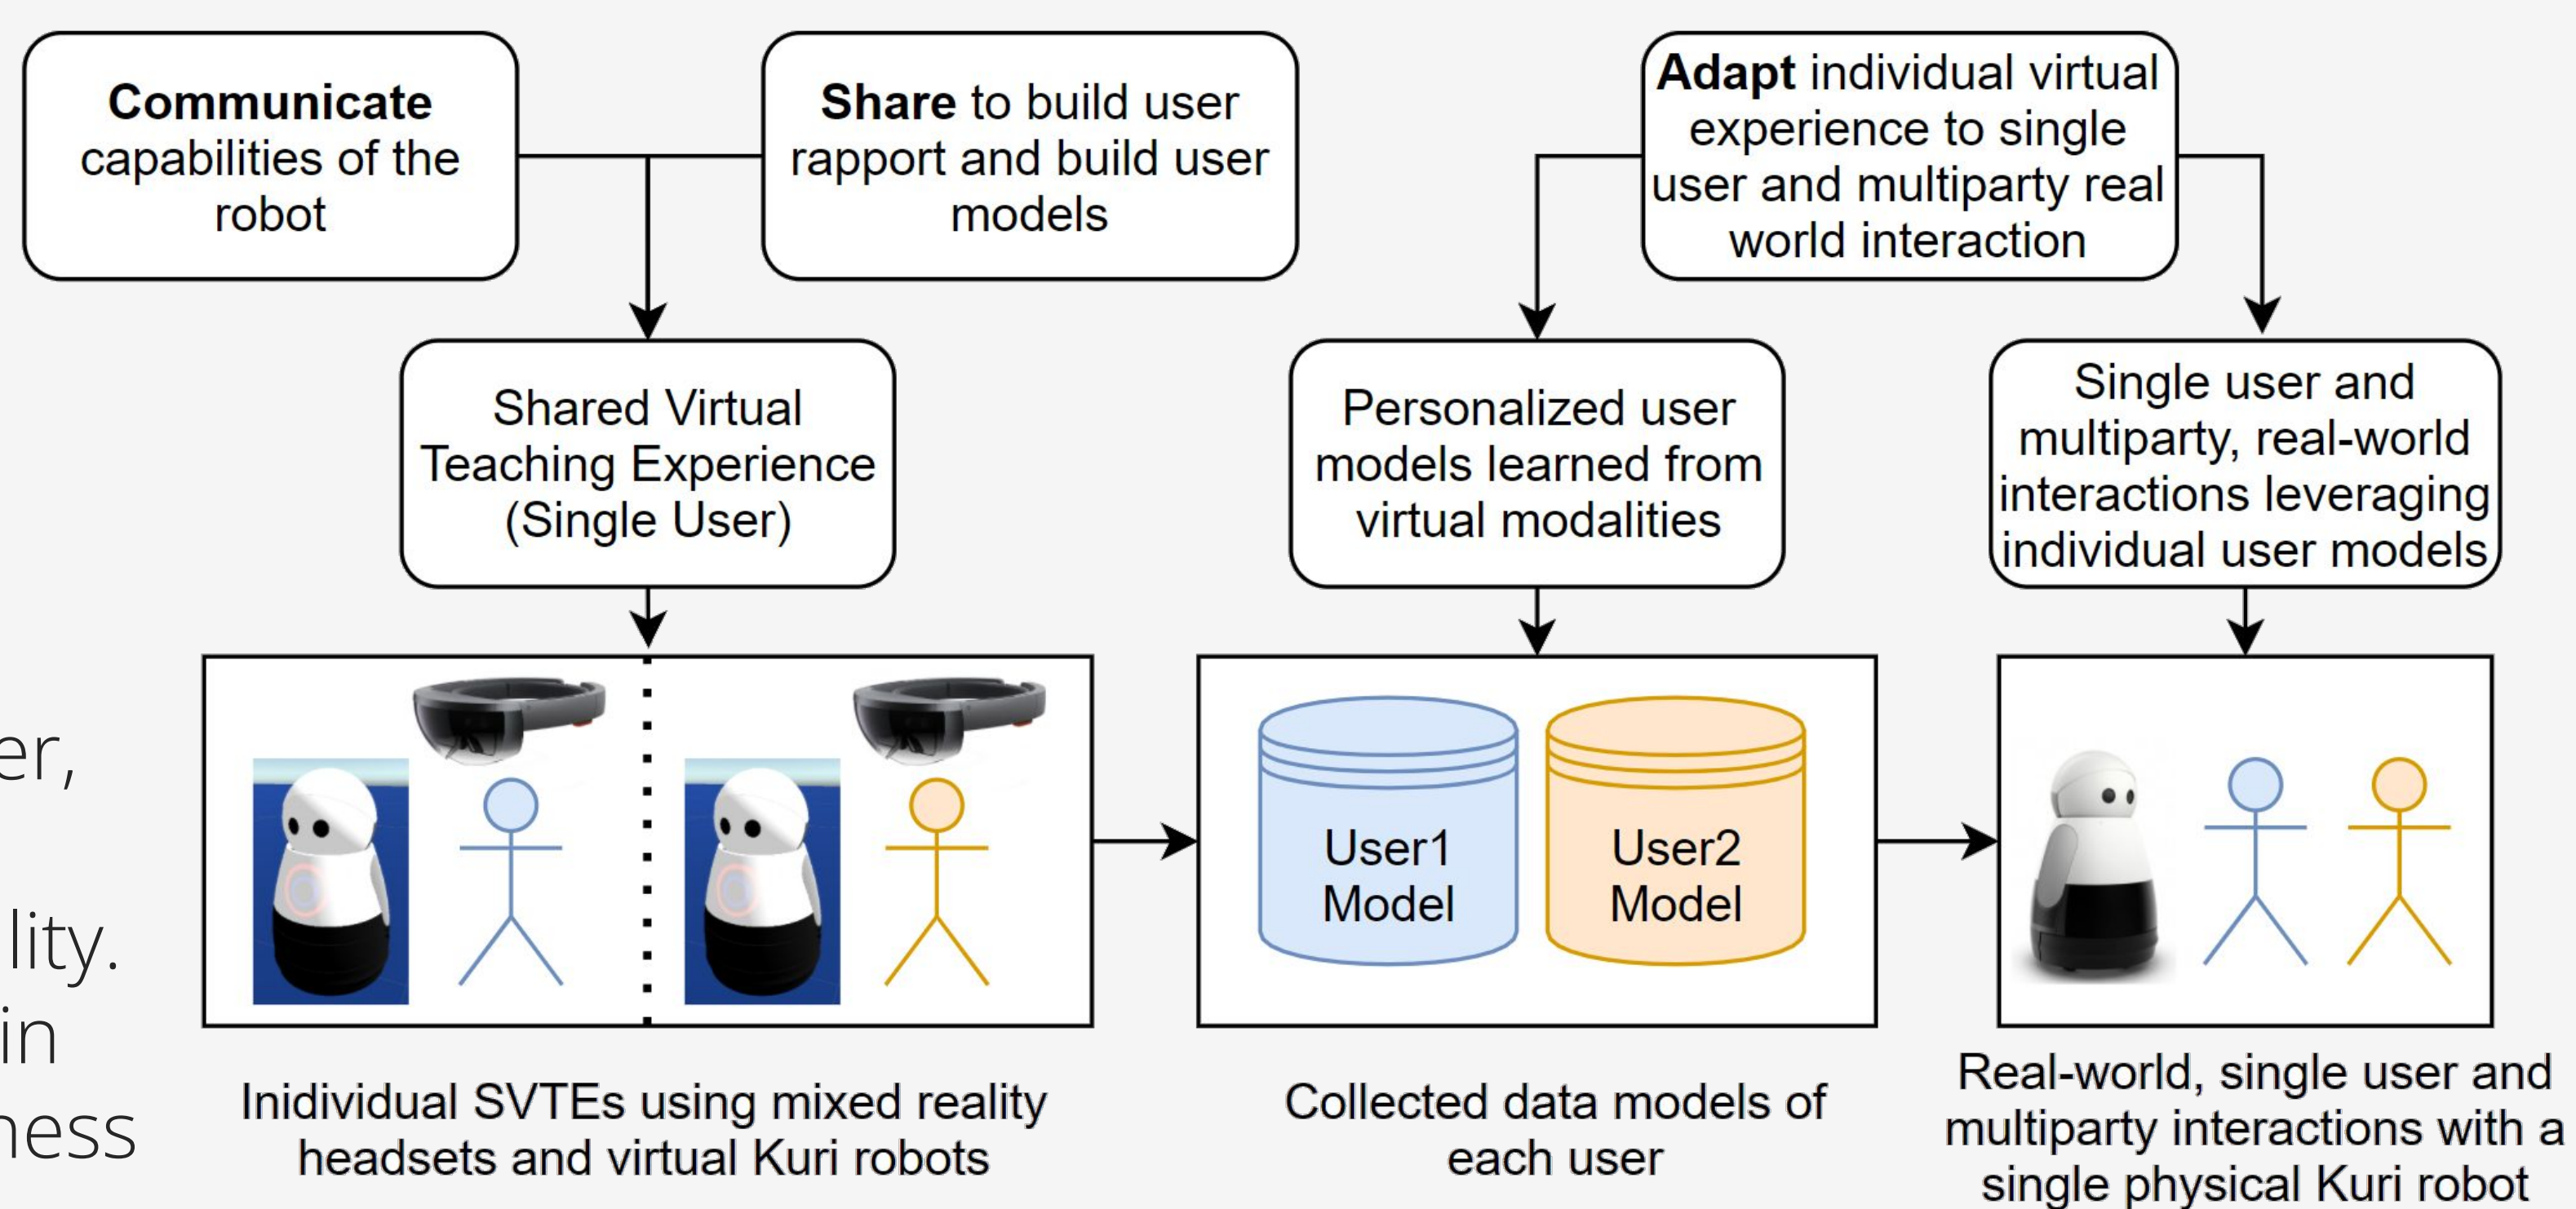 Communicate
capabilities of the
robot
Share to build user
rapport and build user
models
Adapt individual virtual
experience to single
user and multiparty real
world interaction
Shared Virtual
Teaching Experience
(Single User)
Personalized user
models learned from
virtual modalities
Single user and
multiparty, real-world
interactions leveraging
individual user models
er,
lity.
in
ness
User1
Model
User2
Model
Inidividual SVTEs using mixed reality
headsets and virtual Kuri robots
Collected data models of
each user
Real-world, single user and
multiparty interactions with a
single physical Kuri robot